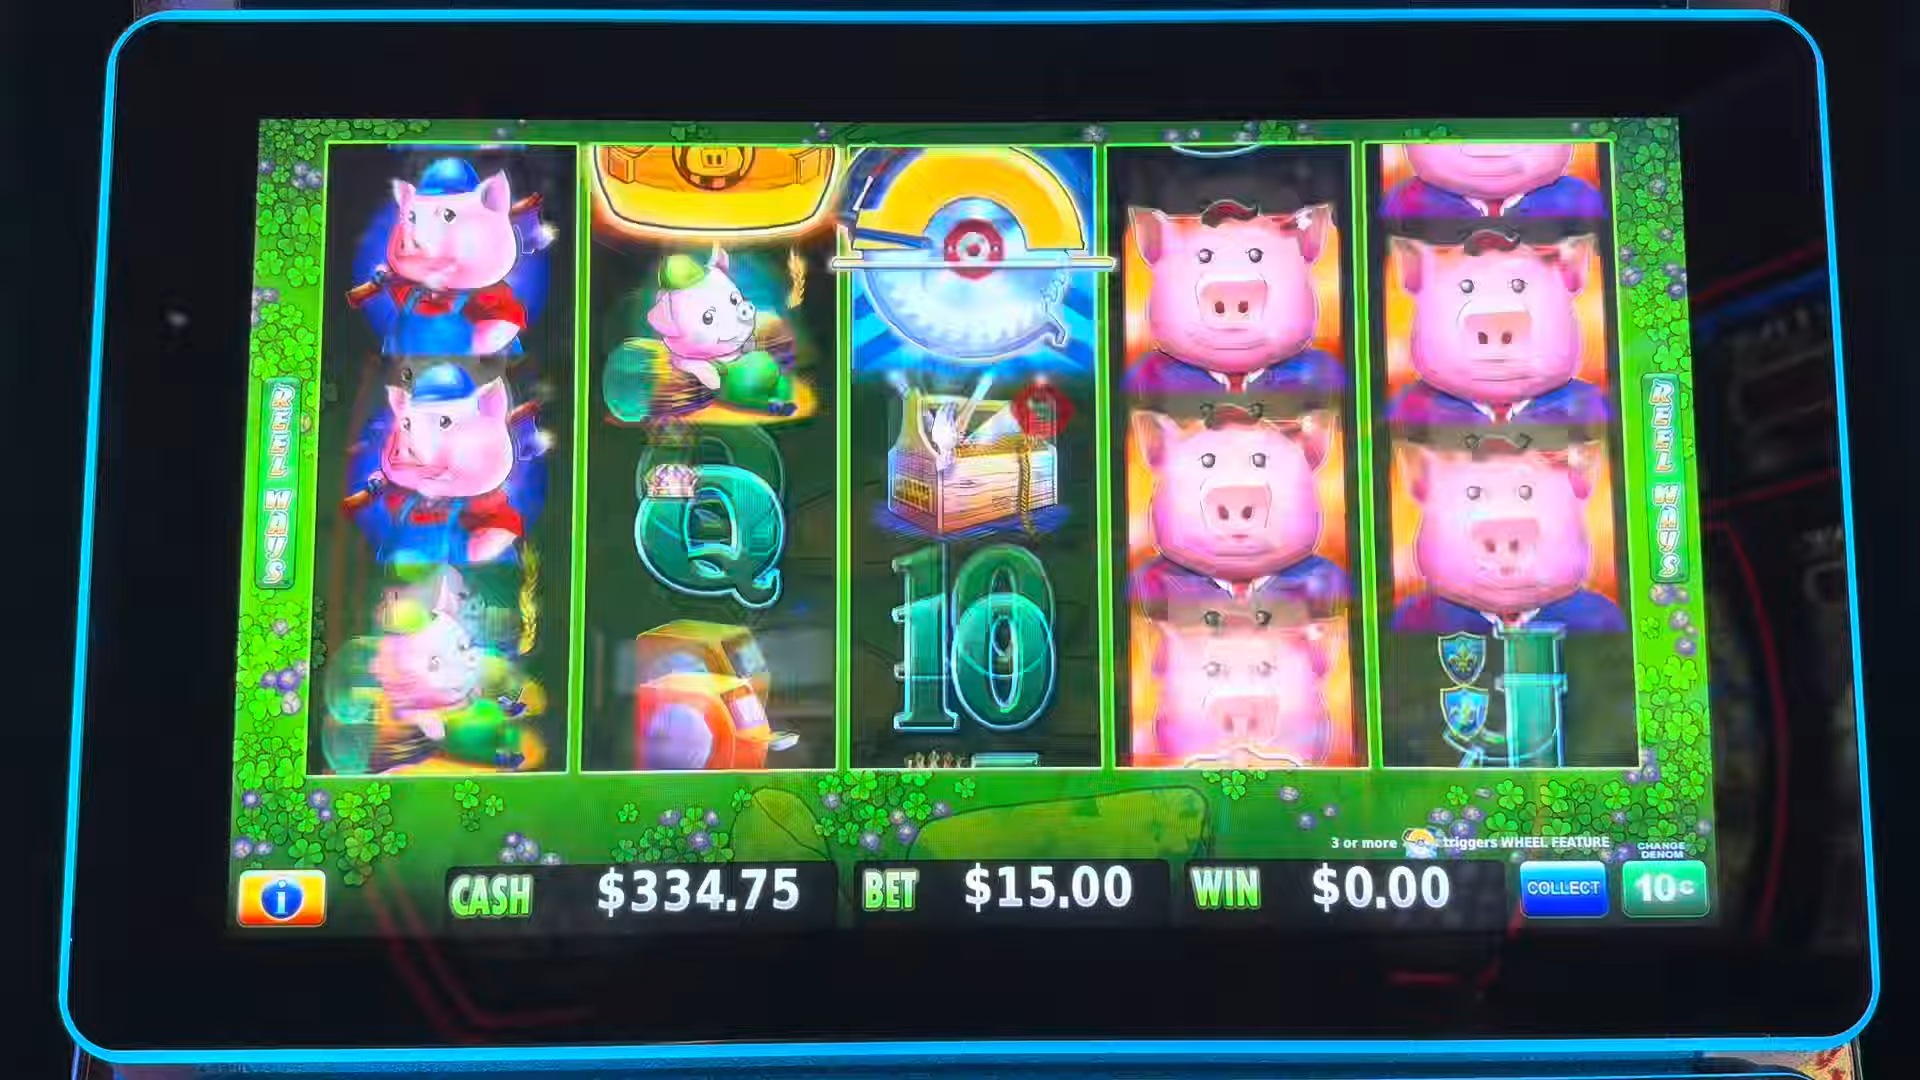 REEL WAYS
REEL WAYS
Q
10
3 or more triggers WHEEL FEATURE
CHANGE
DENOM
i
CASH $334.75 BET $15.00 WIN $0.00 COLLECT 10¢